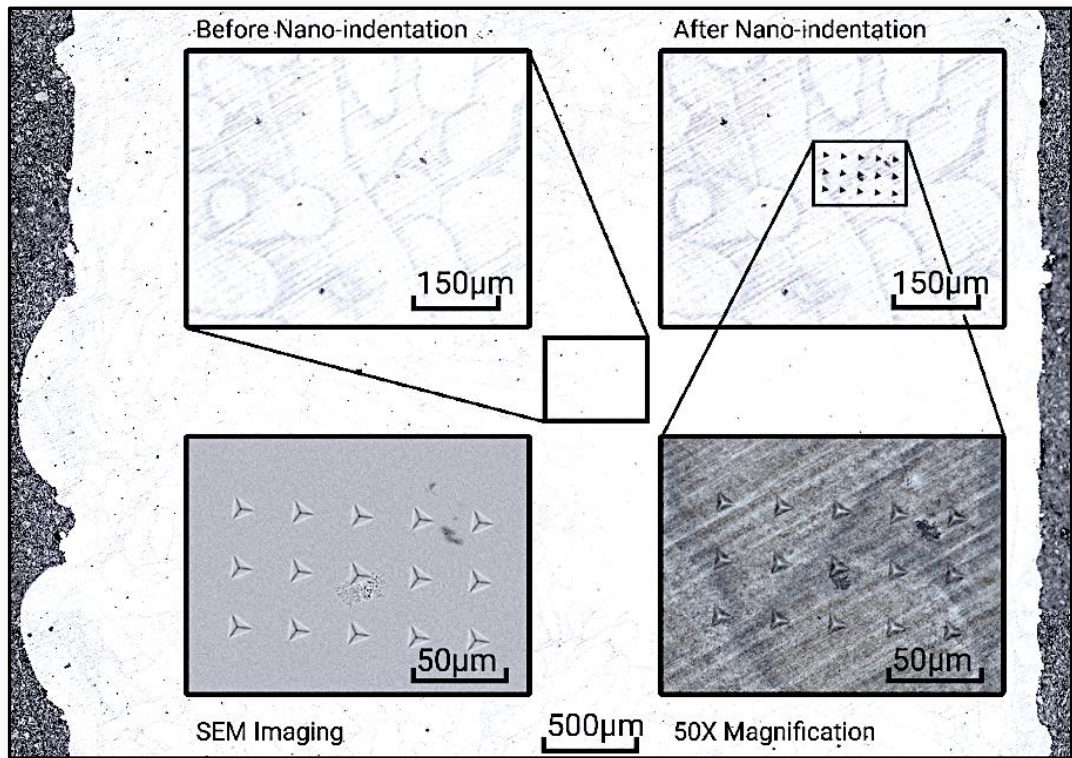 Before Nano-indentation
After Nano-indentation
150μm
150μm
50μm
50μm
SEM Imaging
500μm
50X Magnification